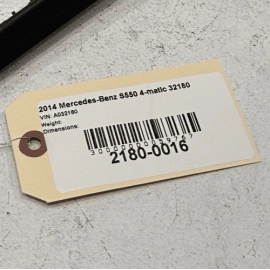 2014 Mercedes-Benz S550 4-matic 32180
VIN: A032180
Weight:
Dimensions:
2180-0016